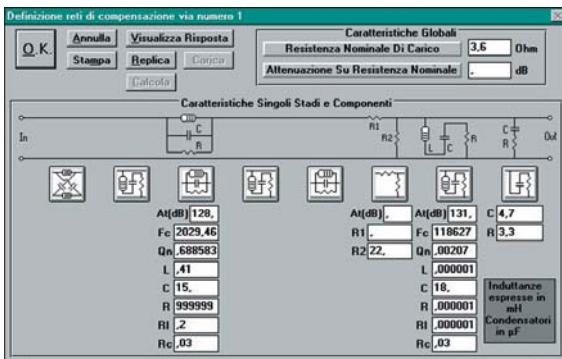 Definizione reti di compensazione via numero 1
O.K.
Annulla
Visualizza Risposta
Stampa
Replica
Carica
Calcola
Caratteristiche Globali
Resistenza Nominale Di Carico 3,6 Ohm
Attenuazione Su Resistenza Nominale , dB
Caratteristiche Singoli Stadi e Componenti
In
C
R
R1
R2
L
C
R
C
R
Out
At(dB) 128,
Fc 2029,46
Qn ,688583
L ,41
C 15,
R 999999
Rl ,2
Rc ,03
At(dB) ,
R1 ,
R2 22,
At(dB) 131,
Fc 118627
Qn ,00207
L ,000001
C 18,
R ,000001
Rl ,000001
Rc ,03
C 4,7
R 3,3
Induttanze
espresse in
mH
Condensatori
in µF